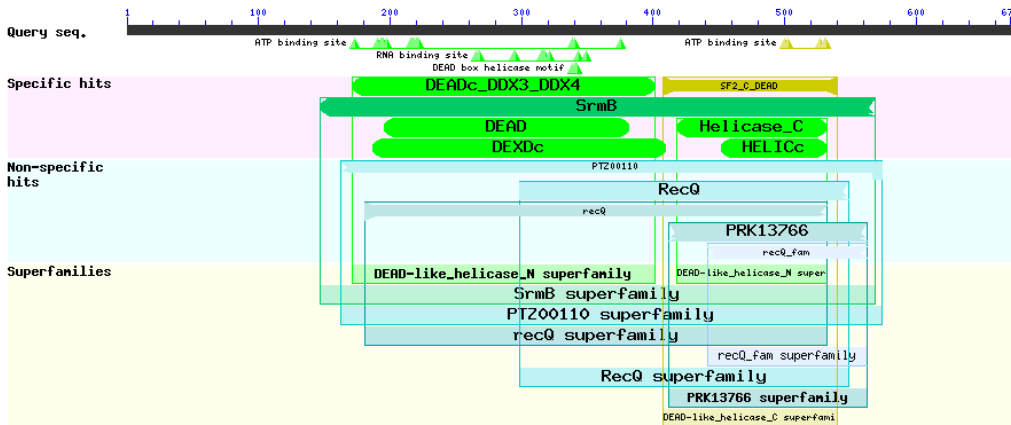 1 100 200 300 400 500 600 67
Query seq.
ATP binding site ATP binding site
RNA binding site
DEAD box helicase motif
Specific hits DEADc_DDX3_DDX4 SF2_C_DEAD
SrmB
DEAD Helicase_C
DEXDc HELICc
Non-specific hits PTZ00110
RecQ
recQ
PRK13766
recQ_fam
Superfamilies DEAD-like_helicase_N superfamily DEAD-like_helicase_N super
SrmB superfamily
PTZ00110 superfamily
recQ superfamily
recQ_fam superfamily
RecQ superfamily
PRK13766 superfamily
DEAD-like_helicase_C superfami